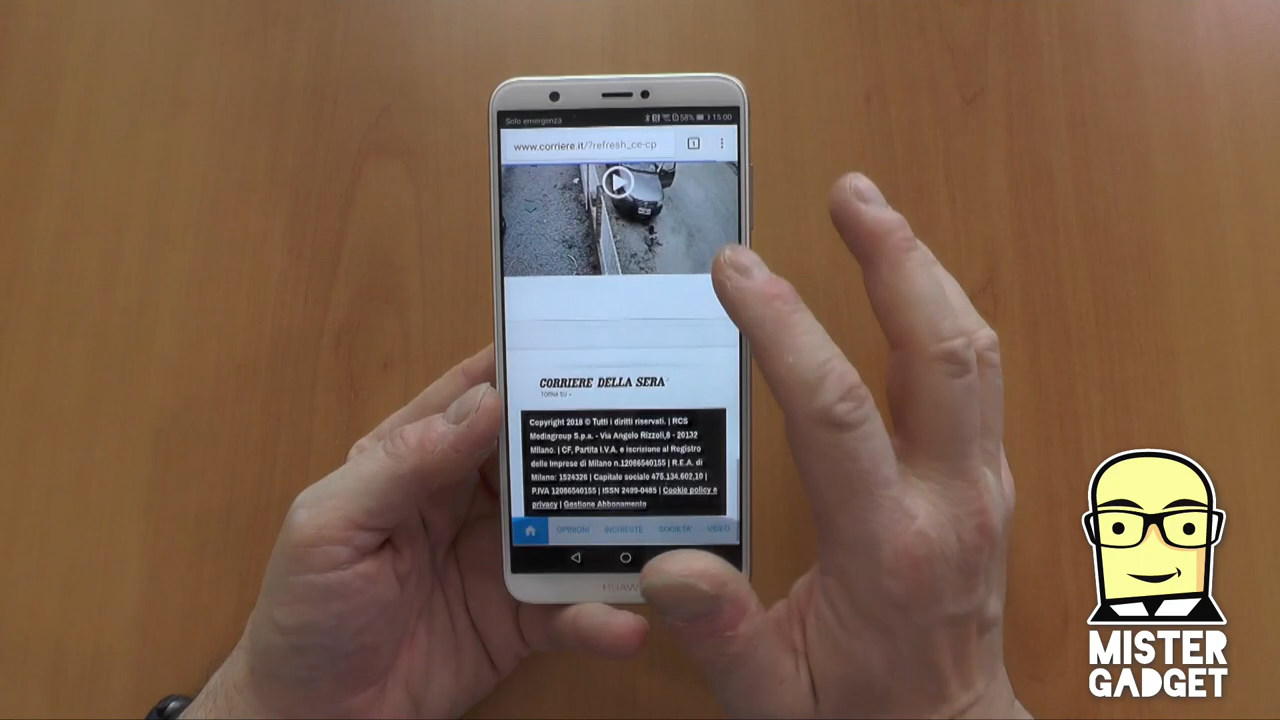 Solo emergenza
58% 15:00
www.corriere.it/?refresh_ce-cp
1
CORRIERE DELLA SERA
TORNA SU
Copyright 2018 © Tutti i diritti riservati. | RCS
Mediagroup S.p.a. - Via Angelo Rizzoli,8 - 20132
Milano. | CF, Partita I.V.A. e Iscrizione al Registro
delle Imprese di Milano n.12086540155 | R.E.A. di
Milano: 1524326 | Capitale sociale 475.134.602,10 |
P.IVA 12086540155 | ISSN 2499-0485 | Cookie policy e
privacy | Gestione Abbonamento
OPINIONI INCHIESTE SOCIETA' VIDEO
HUAW
MISTER
GADGET